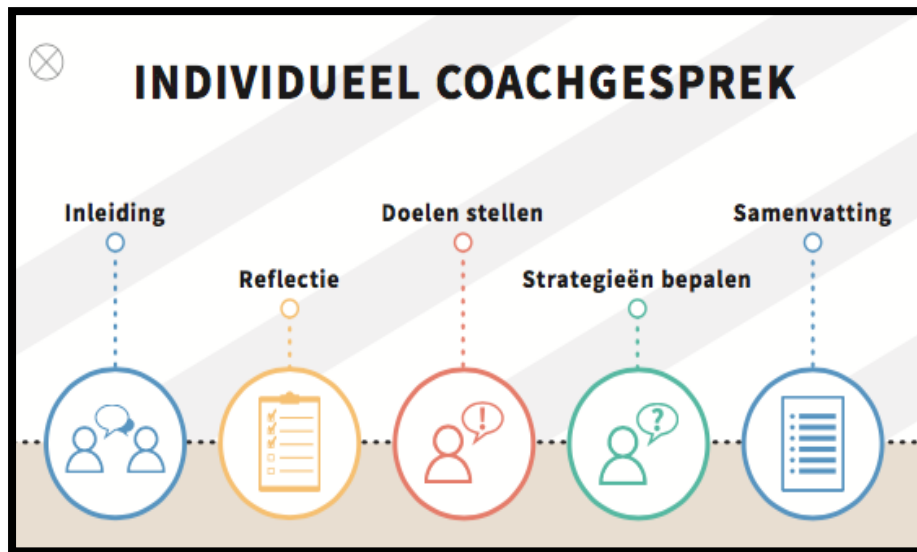 INDIVIDUEEL COACHGESPREK
Inleiding
Reflectie
Doelen stellen
Strategieën bepalen
Samenvatting
!
?